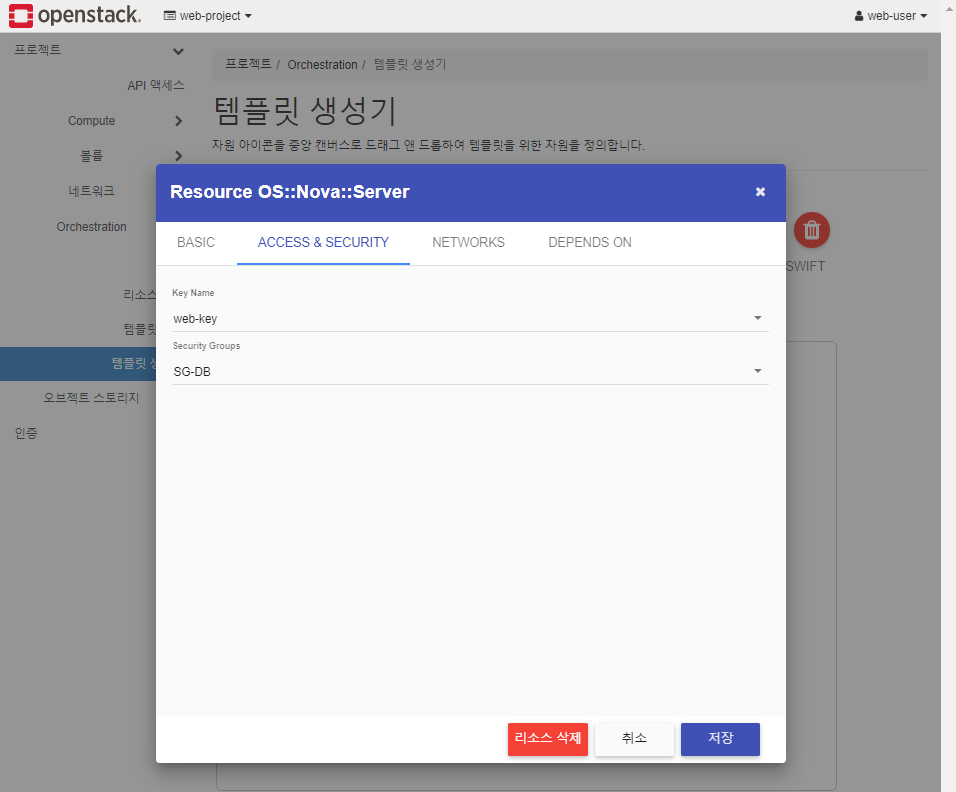 openstack.
web-project
web-user
프로젝트
API 액세스
Compute
볼륨
네트워크
Orchestration
리소스
템플릿
템플릿 생
오브젝트 스토리지
인증
프로젝트 / Orchestration / 템플릿 생성기
템플릿 생성기
자원 아이콘을 중앙 캔버스로 드래그 앤 드롭하여 템플릿을 위한 자원을 정의합니다.
SWIFT
Resource OS::Nova::Server
BASIC
ACCESS & SECURITY
NETWORKS
DEPENDS ON
Key Name
web-key
Security Groups
SG-DB
리소스 삭제
취소
저장